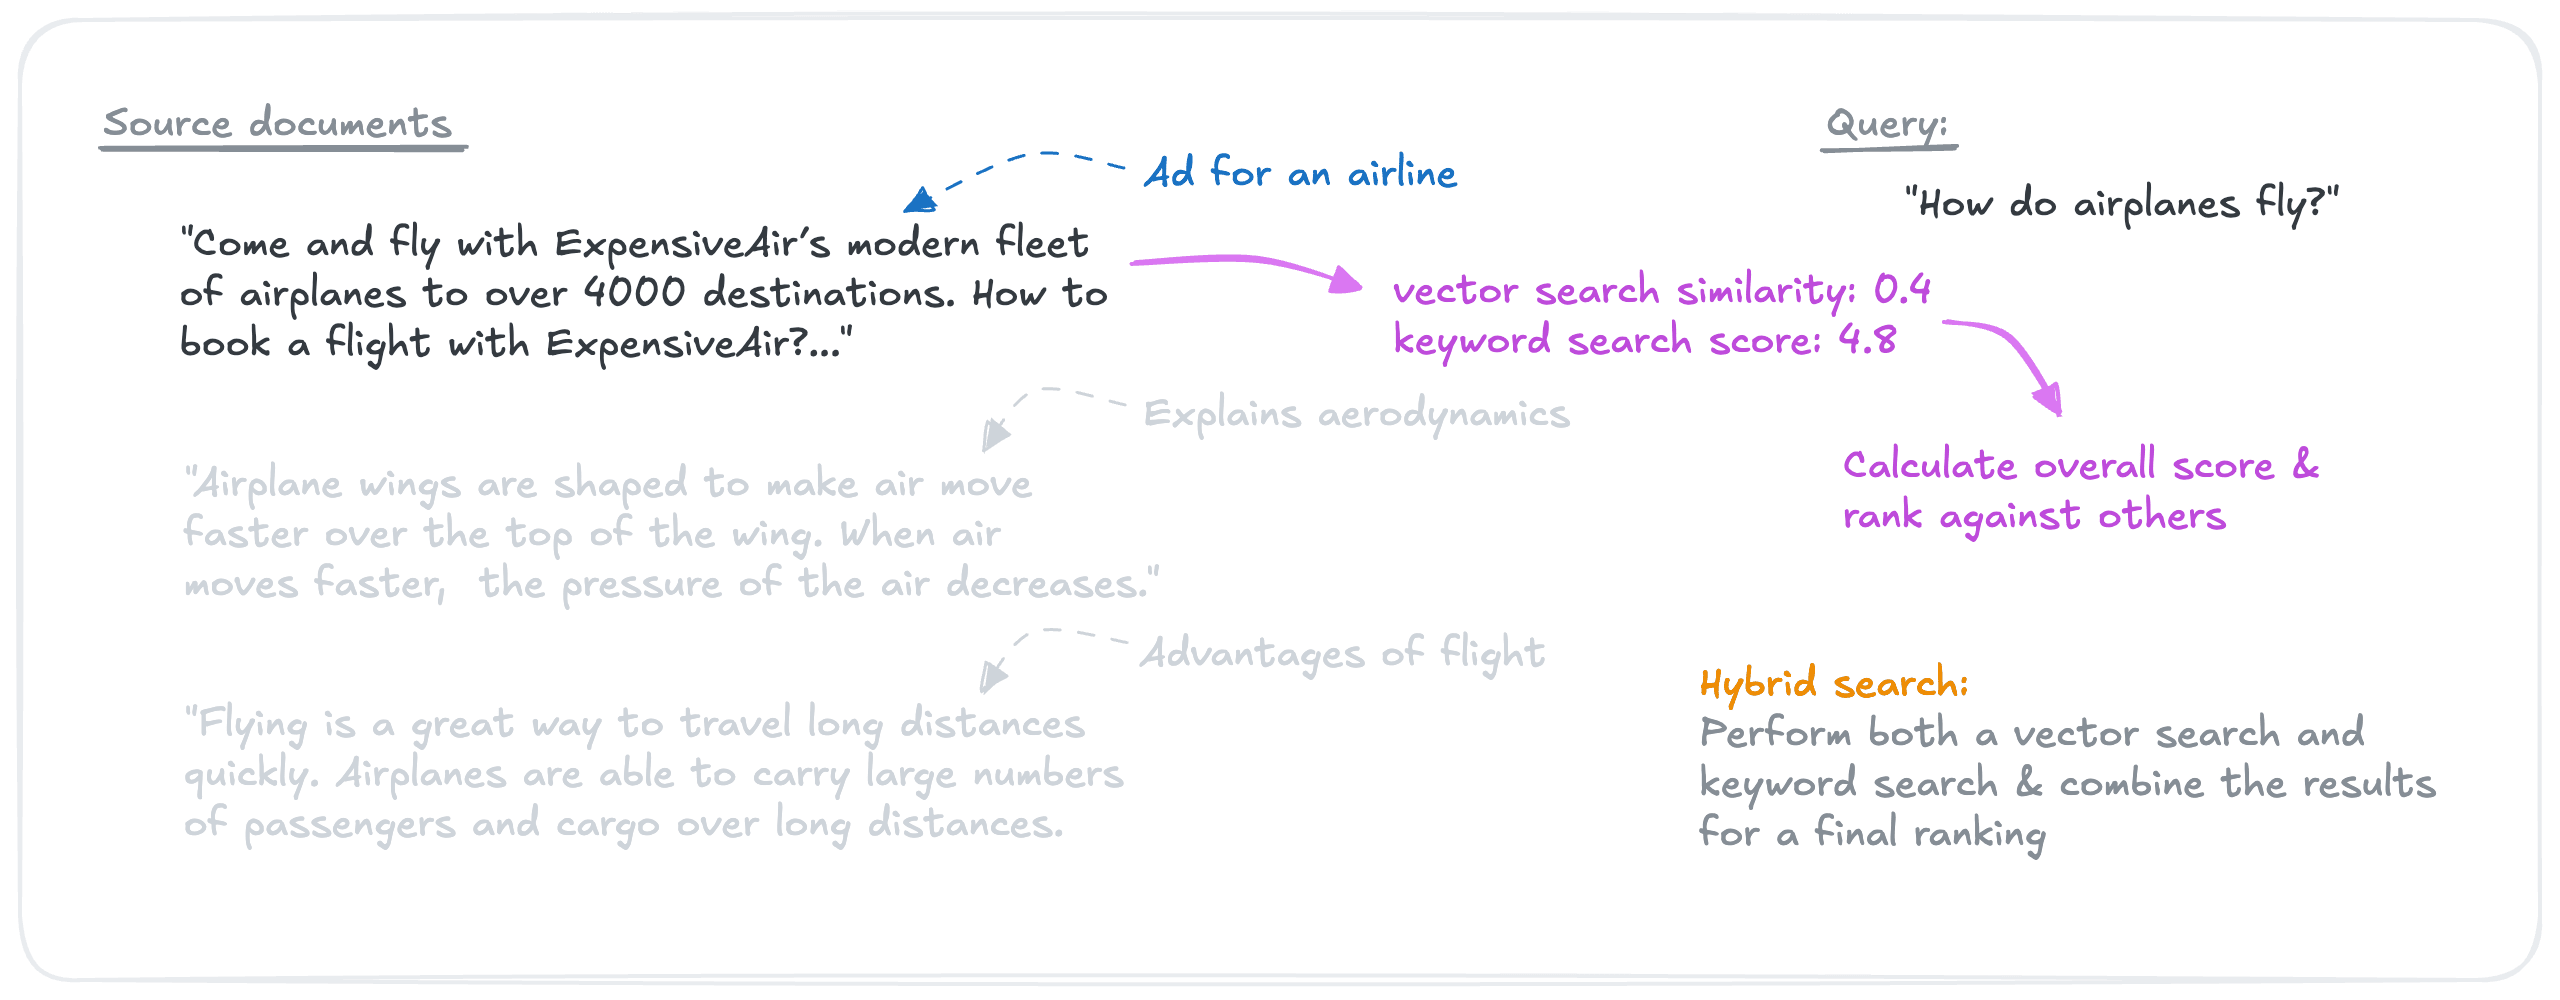 Source documents
Ad for an airline
"Come and fly with ExpensiveAir's modern fleet
of airplanes to over 4000 destinations. How to
book a flight with ExpensiveAir?..."
Explains aerodynamics
"Airplane wings are shaped to make air move
faster over the top of the wing. When air
moves faster,  the pressure of the air decreases."
Advantages of flight
"Flying is a great way to travel long distances
quickly. Airplanes are able to carry large numbers
of passengers and cargo over long distances.
Query:
"How do airplanes fly?"
vector search similarity: 0.4
keyword search score: 4.8
Calculate overall score &
rank against others
Hybrid search:
Perform both a vector search and
keyword search & combine the results
for a final ranking